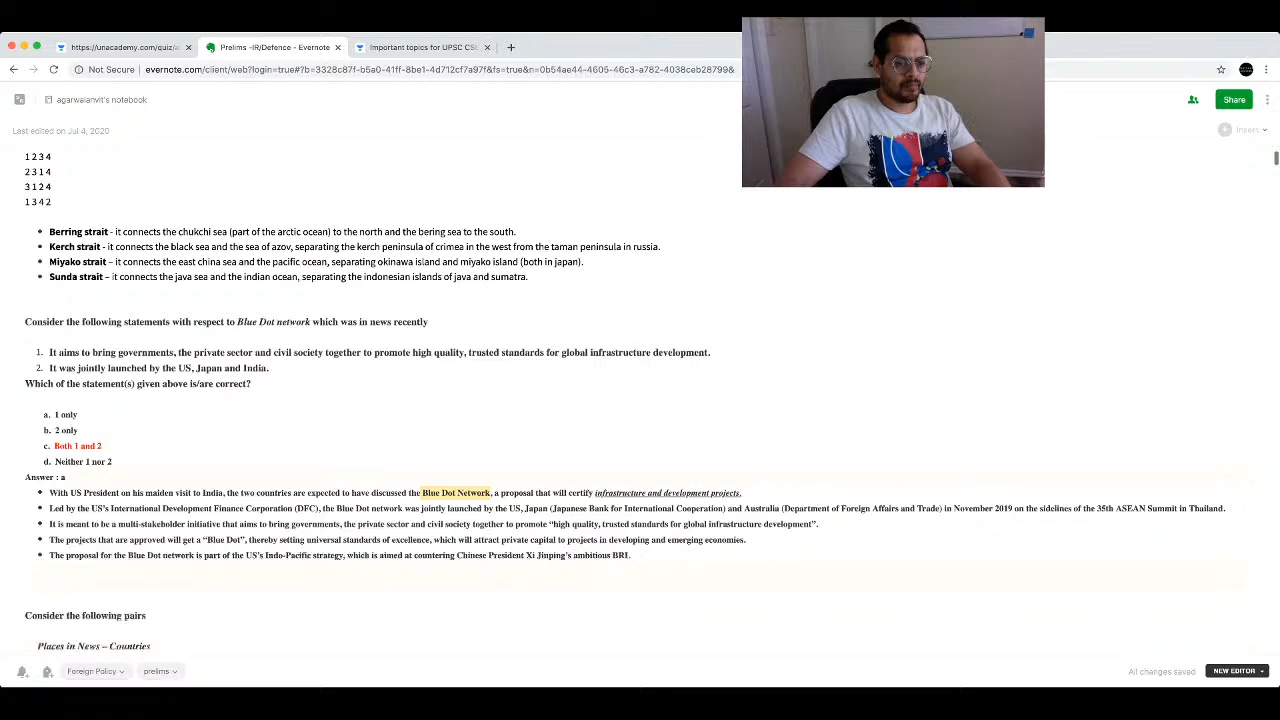 https://unacademy.com/quiz/a
Prelims -IR/Defence - Evernote
Important topics for UPSC CSE
Not Secure
evernote.com/client/web?login=true#?b=3328c87f-b5a0-41ff-8be1-4d712cf7a97f&fs=true&n=0b54ae44-4605-46c3-a782-4038ceb28799&
agarwalanvit's notebook
Share
Last edited on Jul 4, 2020
Insert
1 2 3 4
2 3 1 4
3 1 2 4
1 3 4 2
Berring strait - it connects the chukchi sea (part of the arctic ocean) to the north and the bering sea to the south.
Kerch strait - it connects the black sea and the sea of azov, separating the kerch peninsula of crimea in the west from the taman peninsula in russia.
Miyako strait – it connects the east china sea and the pacific ocean, separating okinawa island and miyako island (both in japan).
Sunda strait – it connects the java sea and the indian ocean, separating the indonesian islands of java and sumatra.
Consider the following statements with respect to Blue Dot network which was in news recently
1. It aims to bring governments, the private sector and civil society together to promote high quality, trusted standards for global infrastructure development.
2. It was jointly launched by the US, Japan and India.
Which of the statement(s) given above is/are correct?
a. 1 only
b. 2 only
c. Both 1 and 2
d. Neither 1 nor 2
Answer : a
With US President on his maiden visit to India, the two countries are expected to have discussed the Blue Dot Network, a proposal that will certify infrastructure and development projects.
Led by the US's International Development Finance Corporation (DFC), the Blue Dot network was jointly launched by the US, Japan (Japanese Bank for International Cooperation) and Australia (Department of Foreign Affairs and Trade) in November 2019 on the sidelines of the 35th ASEAN Summit in Thailand.
It is meant to be a multi-stakeholder initiative that aims to bring governments, the private sector and civil society together to promote “high quality, trusted standards for global infrastructure development”.
The projects that are approved will get a “Blue Dot”, thereby setting universal standards of excellence, which will attract private capital to projects in developing and emerging economies.
The proposal for the Blue Dot network is part of the US's Indo-Pacific strategy, which is aimed at countering Chinese President Xi Jinping's ambitious BRI.
Consider the following pairs
Places in News – Countries
Foreign Policy
prelims
All changes saved
NEW EDITOR